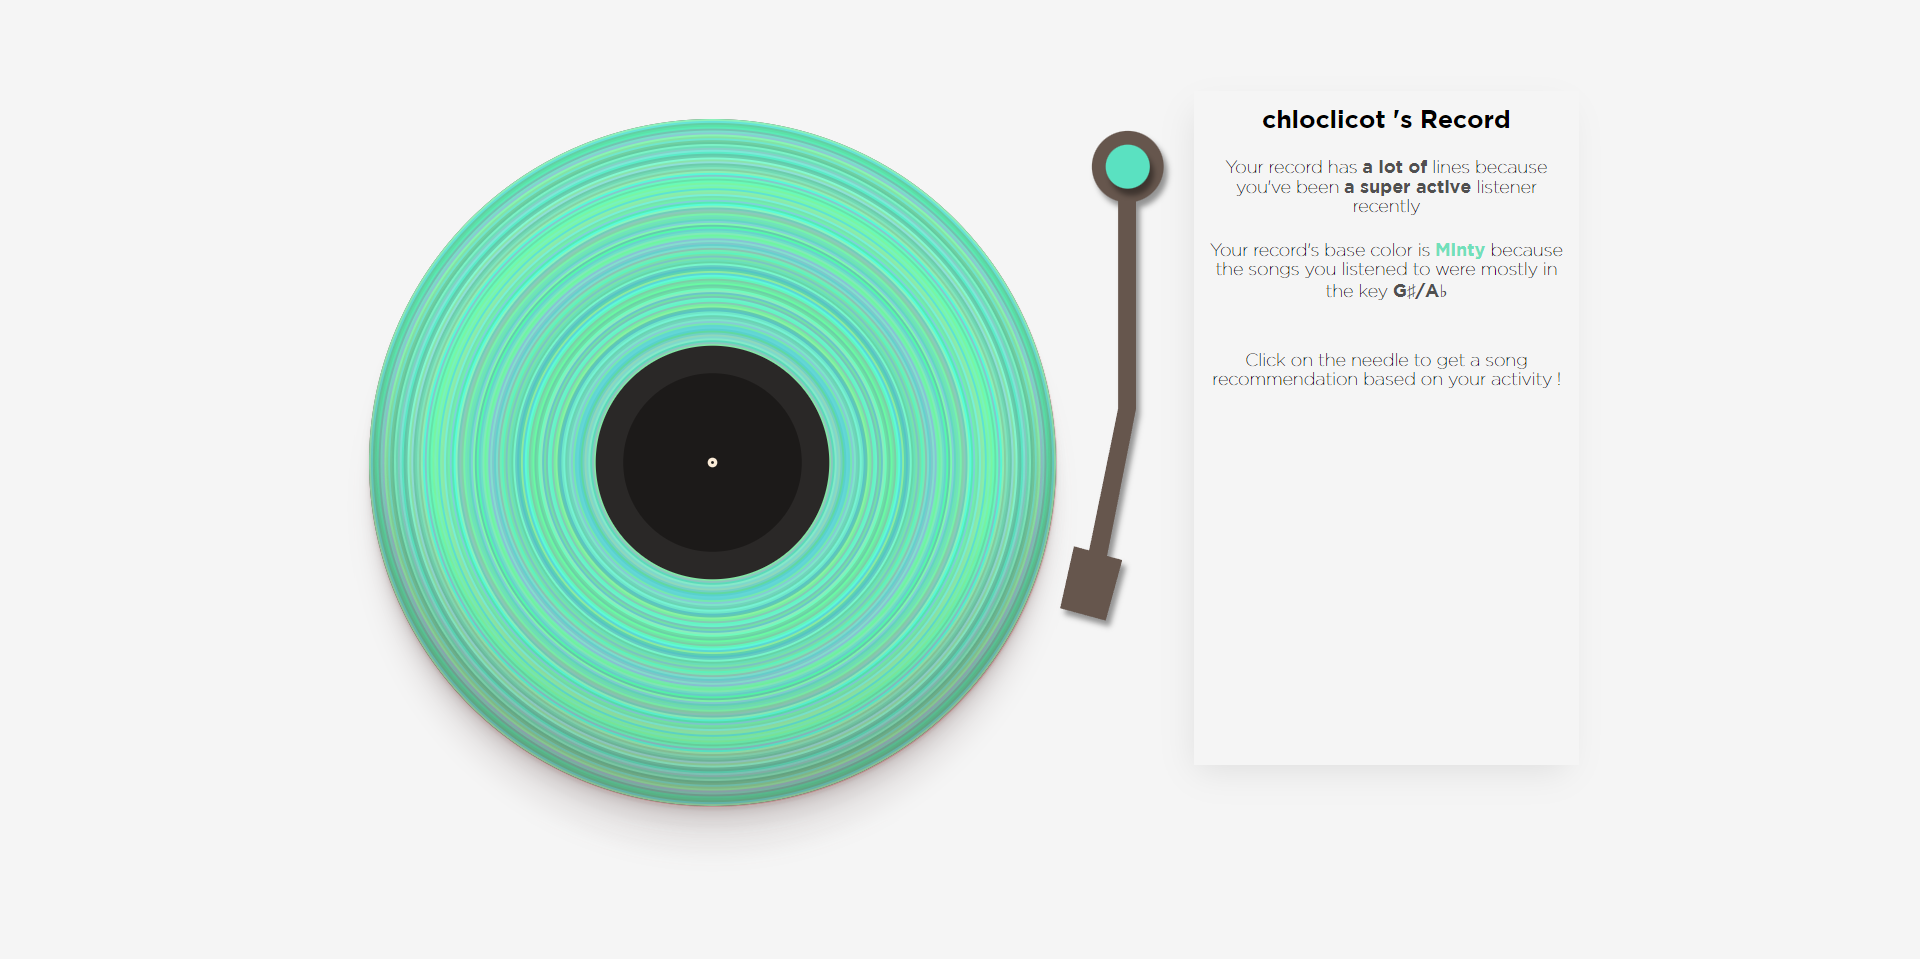 chloclicot 's Record
Your record has a lot of lines because
you've been a super active listener
recently
Your record's base color is Minty because
the songs you listened to were mostly in
the key G♯/A♭
Click on the needle to get a song
recommendation based on your activity !